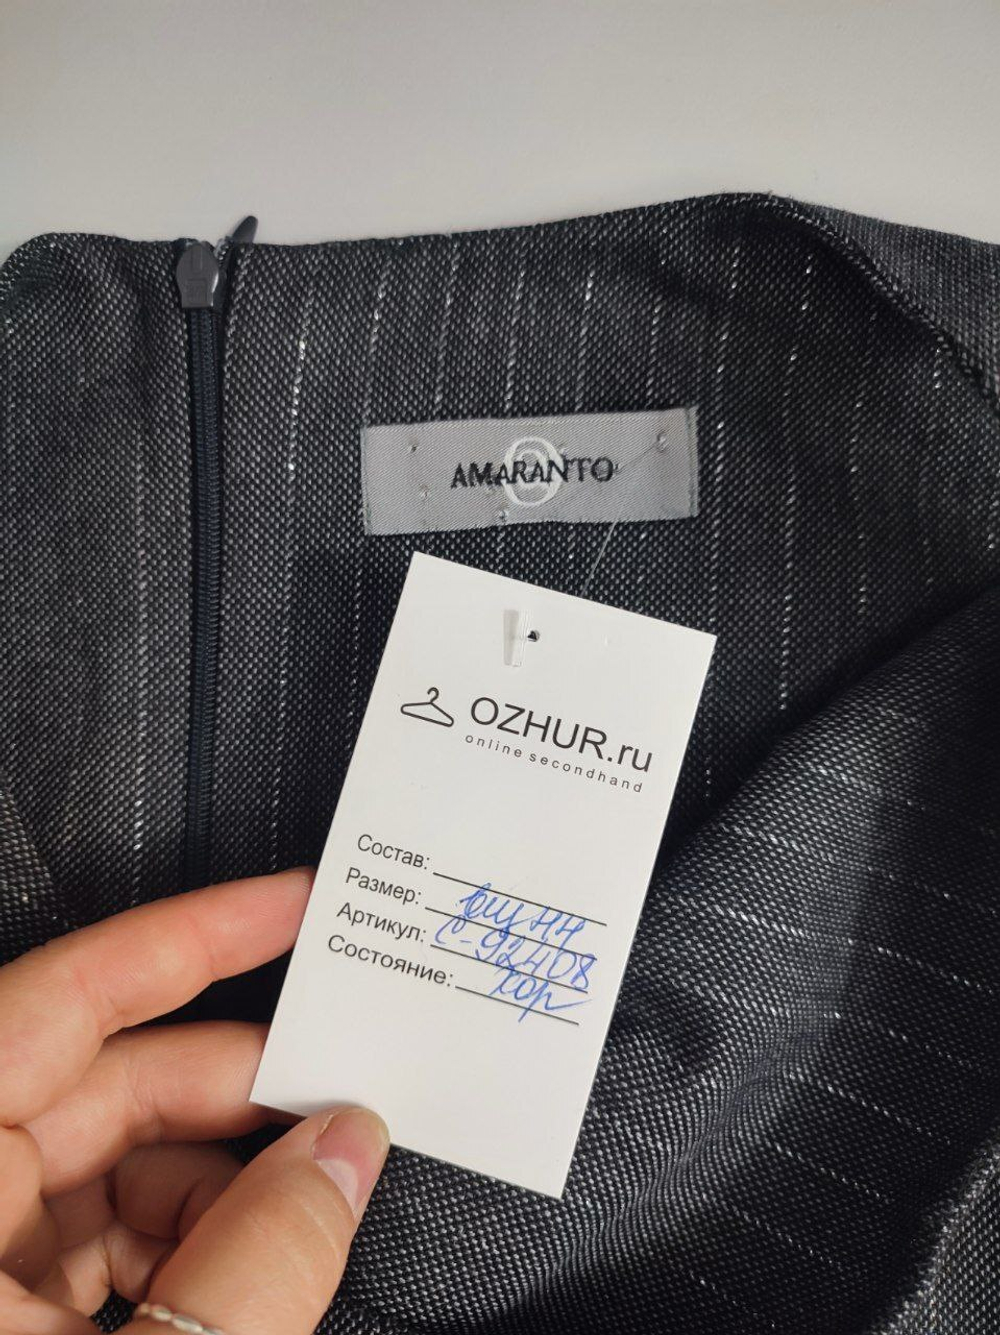 AMARANTO
OZHUR.ru
online secondhand
Состав:
Размер:
Артикул: С-92408
Состояние: хор